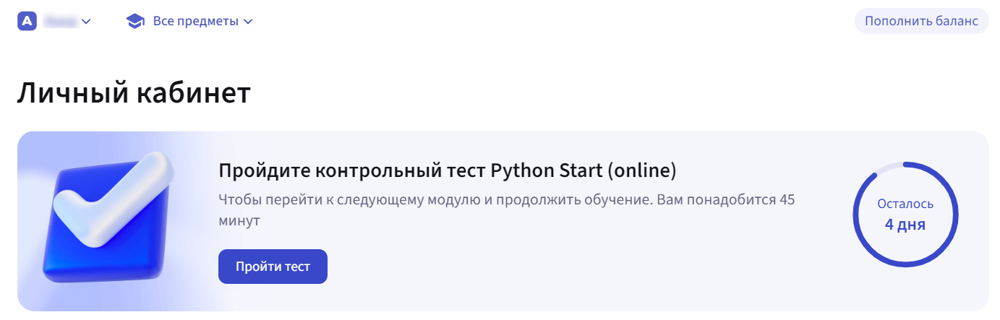 A
Все предметы
Пополнить баланс
Личный кабинет
Пройдите контрольный тест Python Start (online)
Чтобы перейти к следующему модулю и продолжить обучение. Вам понадобится 45
минут
Пройти тест
Осталось
4 дня